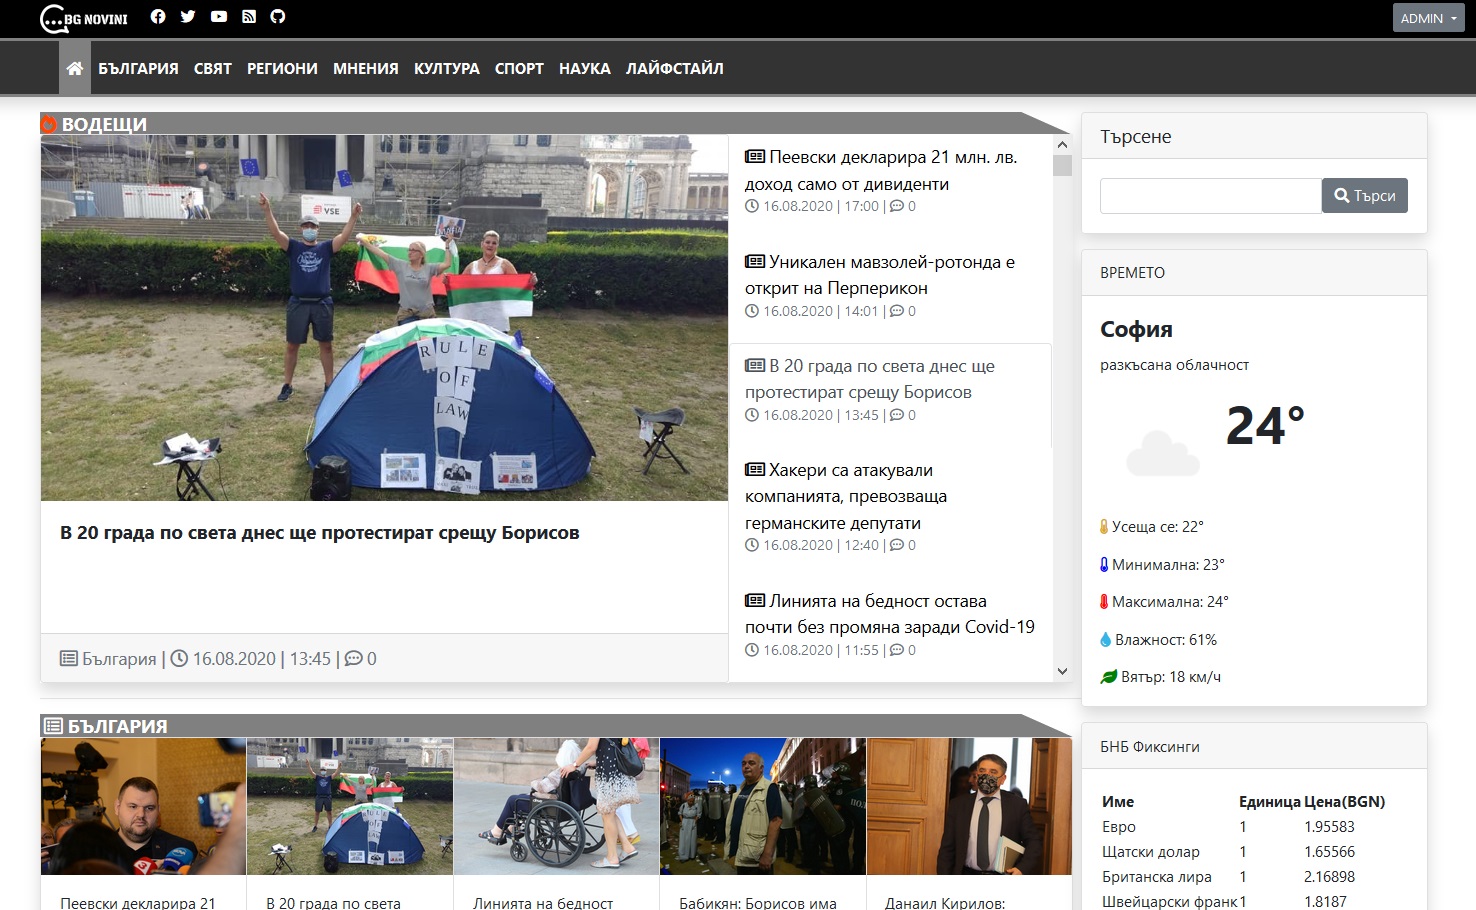 BG NOVINI
ADMIN
БЪЛГАРИЯ СВЯТ РЕГИОНИ МНЕНИЯ КУЛТУРА СПОРТ НАУКА ЛАЙФСТАЙЛ
ВОДЕЩИ
VSE
MAFIA
RULE
OF
LAW
В 20 града по света днес ще протестират срещу Борисов
България | 16.08.2020 | 13:45 | 0
Пеевски декларира 21 млн. лв.
доход само от дивиденти
16.08.2020 | 17:00 | 0
Уникален мавзолей-ротонда е
открит на Перперикон
16.08.2020 | 14:01 | 0
В 20 града по света днес ще
протестират срещу Борисов
16.08.2020 | 13:45 | 0
Хакери са атакували
компанията, превозваща
германските депутати
16.08.2020 | 12:40 | 0
Линията на бедност остава
почти без промяна заради Covid-19
16.08.2020 | 11:55 | 0
Търсене
Търси
ВРЕМЕТО
София
разкъсана облачност
24°
Усеща се: 22°
Минимална: 23°
Максимална: 24°
Влажност: 61%
Вятър: 18 км/ч
БЪЛГАРИЯ
Пеевски декларира 21
В 20 града по света
Линията на бедност
Бабикян: Борисов има
Данаил Кирилов:
БНБ Фиксинги
Име Единица Цена(BGN)
Евро 1 1.95583
Щатски долар 1 1.65566
Британска лира 1 2.16898
Швейцарски франк 1 1.8187